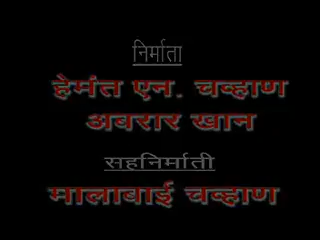 निर्माता
हेमंत एन. चव्हाण
अबरार खान
सहनिर्माती
मालाबाई चव्हाण